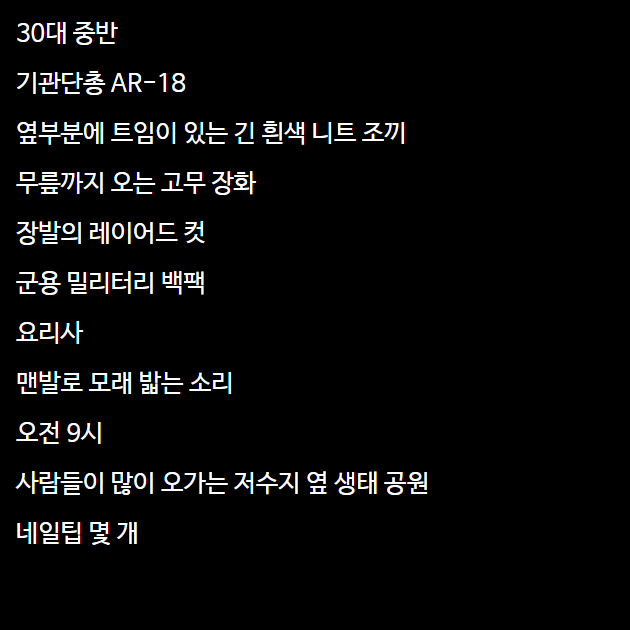 30대 중반
기관단총 AR-18
옆부분에 트임이 있는 긴 흰색 니트 조끼
무릎까지 오는 고무 장화
장발의 레이어드 컷
군용 밀리터리 백팩
요리사
맨발로 모래 밟는 소리
오전 9시
사람들이 많이 오가는 저수지 옆 생태 공원
네일팁 몇 개